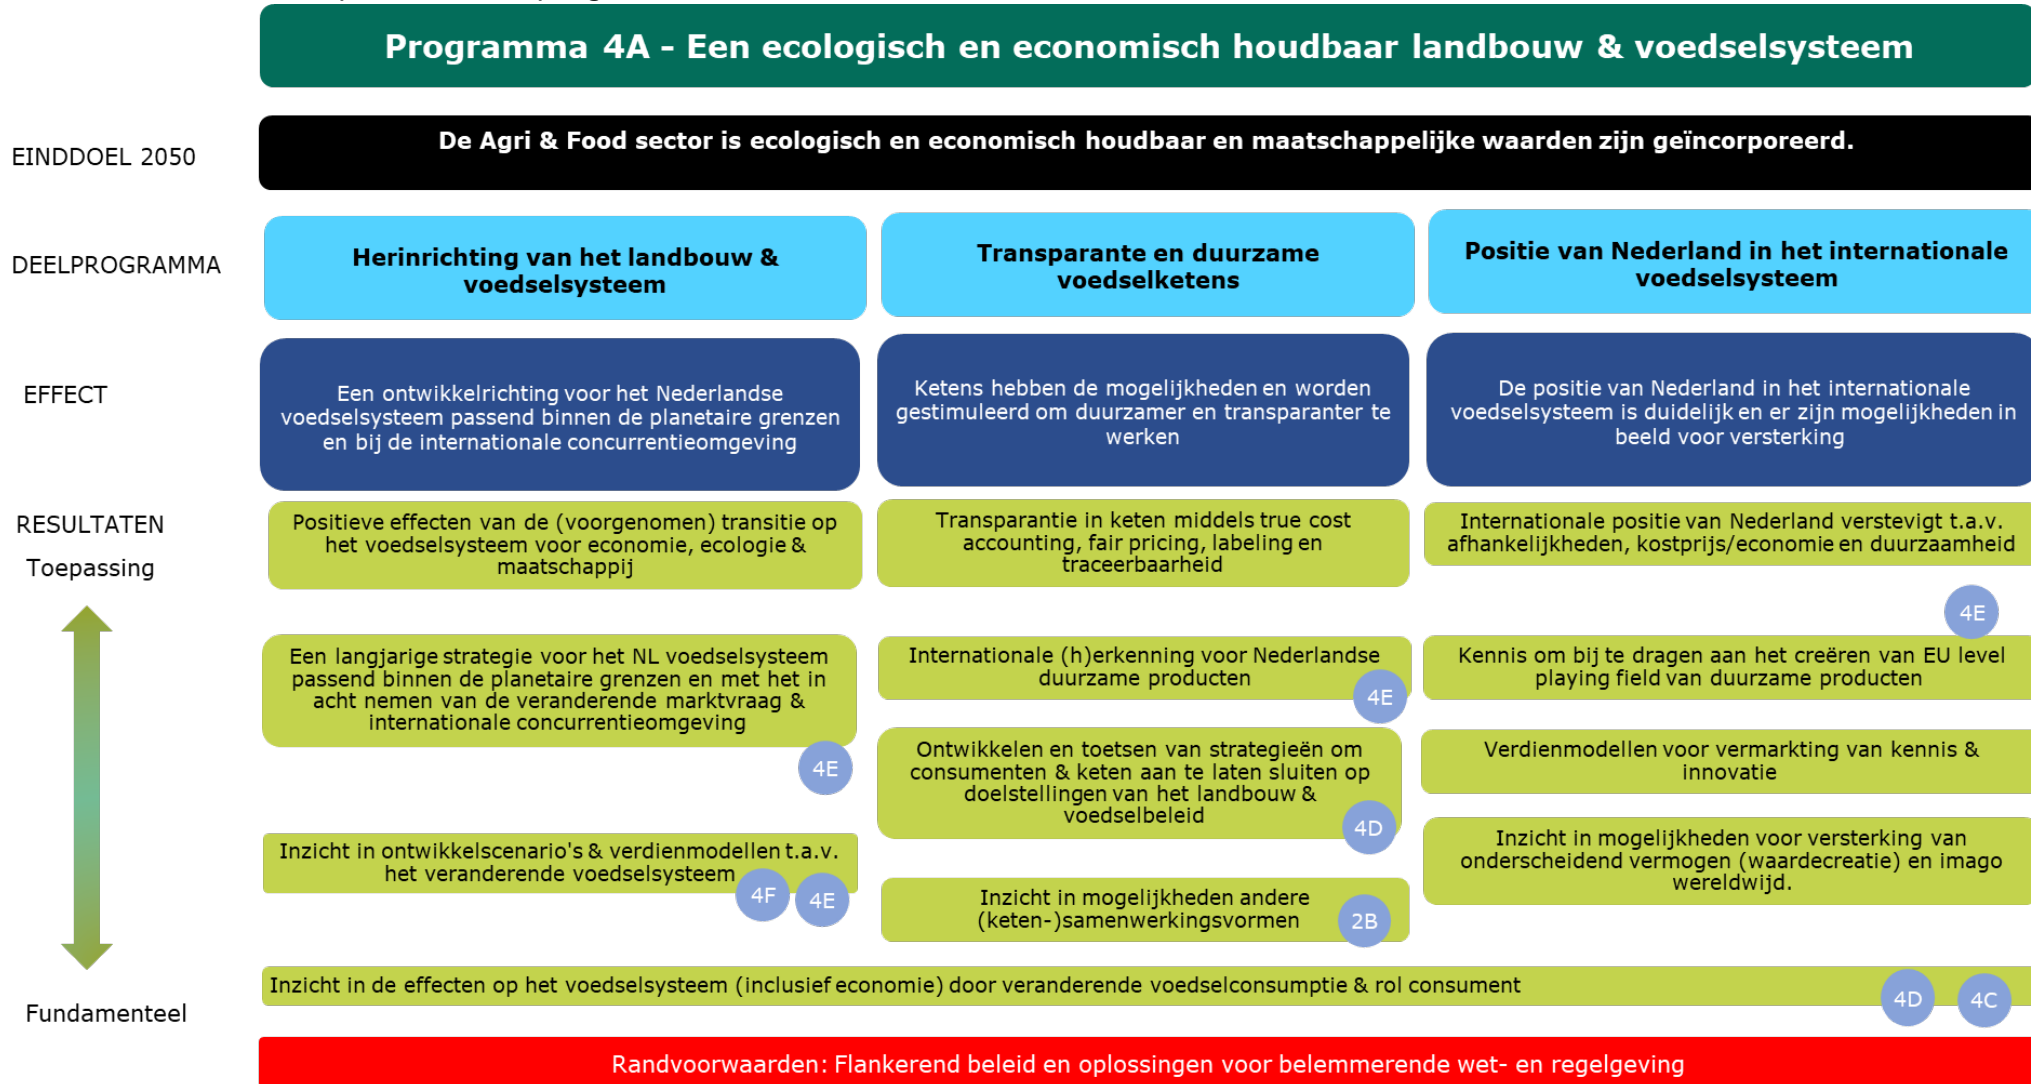 Programma 4A - Een ecologisch en economisch houdbaar landbouw & voedselsysteem
EINDDOEL 2050
De Agri & Food sector is ecologisch en economisch houdbaar en maatschappelijke waarden zijn geïncorporeerd.
DEELPROGRAMMA
Herinrichting van het landbouw &
voedselsysteem
Transparante en duurzame
voedselketens
Positie van Nederland in het internationale
voedselsysteem
EFFECT
Een ontwikkelrichting voor het Nederlandse
voedselsysteem passend binnen de planetaire grenzen
en bij de internationale concurrentieomgeving
Ketens hebben de mogelijkheden en worden
gestimuleerd om duurzamer en transparanter te
werken
De positie van Nederland in het internationale
voedselsysteem is duidelijk en er zijn mogelijkheden in
beeld voor versterking
RESULTATEN
Toepassing
Positieve effecten van de (voorgenomen) transitie op
het voedselsysteem voor economie, ecologie &
maatschappij
Transparantie in keten middels true cost
accounting, fair pricing, labeling en
traceerbaarheid
Internationale positie van Nederland verstevigt t.a.v.
afhankelijkheden, kostprijs/economie en duurzaamheid
4E
Een langjarige strategie voor het NL voedselsysteem
passend binnen de planetaire grenzen en met het in
acht nemen van de veranderende marktvraag &
internationale concurrentieomgeving
4E
Internationale (h)erkenning voor Nederlandse
duurzame producten
4E
Kennis om bij te dragen aan het creëren van EU level
playing field van duurzame producten
Ontwikkelen en toetsen van strategieën om
consumenten & keten aan te laten sluiten op
doelstellingen van het landbouw &
voedselbeleid
4D
Verdienmodellen voor vermarkting van kennis &
innovatie
Inzicht in ontwikkelscenario's & verdienmodellen t.a.v.
het veranderende voedselsysteem
4F
4E
Inzicht in mogelijkheden andere
(keten-)samenwerkingsvormen
2B
Inzicht in mogelijkheden voor versterking van
onderscheidend vermogen (waardecreatie) en imago
wereldwijd.
Inzicht in de effecten op het voedselsysteem (inclusief economie) door veranderende voedselconsumptie & rol consument
4D
4C
Fundamenteel
Randvoorwaarden: Flankerend beleid en oplossingen voor belemmerende wet- en regelgeving